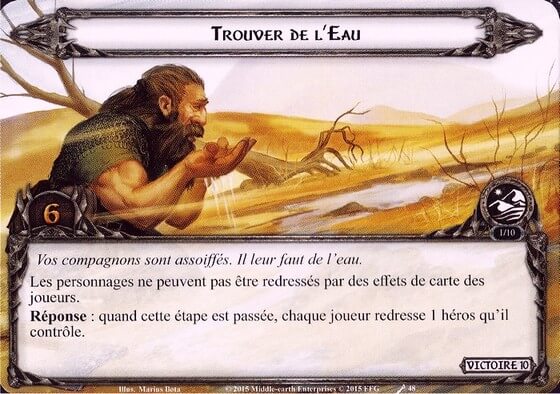 Trouver de l'Eau
6
1/10
Vos compagnons sont assoiffés. Il leur faut de l'eau.
Les personnages ne peuvent pas être redressés par des effets de carte des
joueurs.
Réponse : quand cette étape est passée, chaque joueur redresse 1 héros qu'il
contrôle.
VICTOIRE 10
Illus. Marius Bota
© 2015 Middle-earth Enterprises © 2015 FFG
48